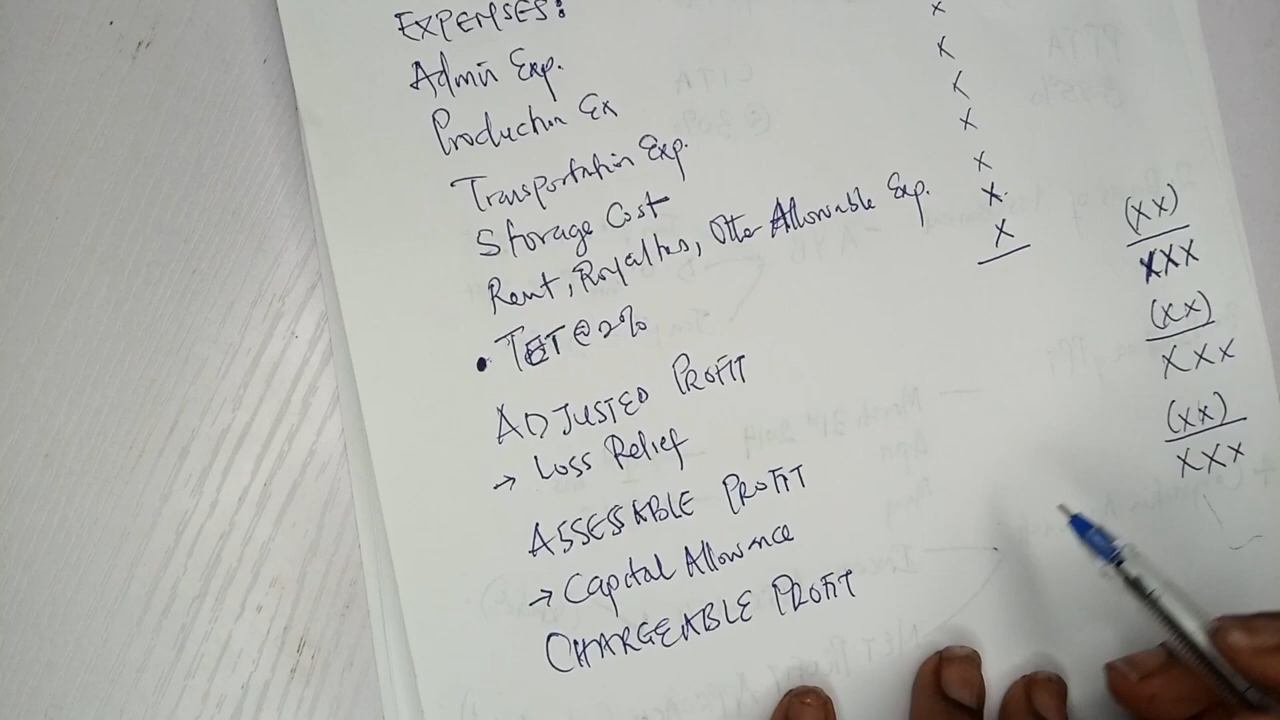 EXPENSES: X
Admin Exp. X
Production Ex X
Transportation Exp. X
Storage Cost X
Rent, Royalties, Other Allowable Exp. X
• TET @ 2% X (XX)
ADJUSTED PROFIT XXX
→ Loss Relief (XX)
ASSESSABLE PROFIT XXX
→ Capital Allowance (XX)
CHARGEABLE PROFIT XXX